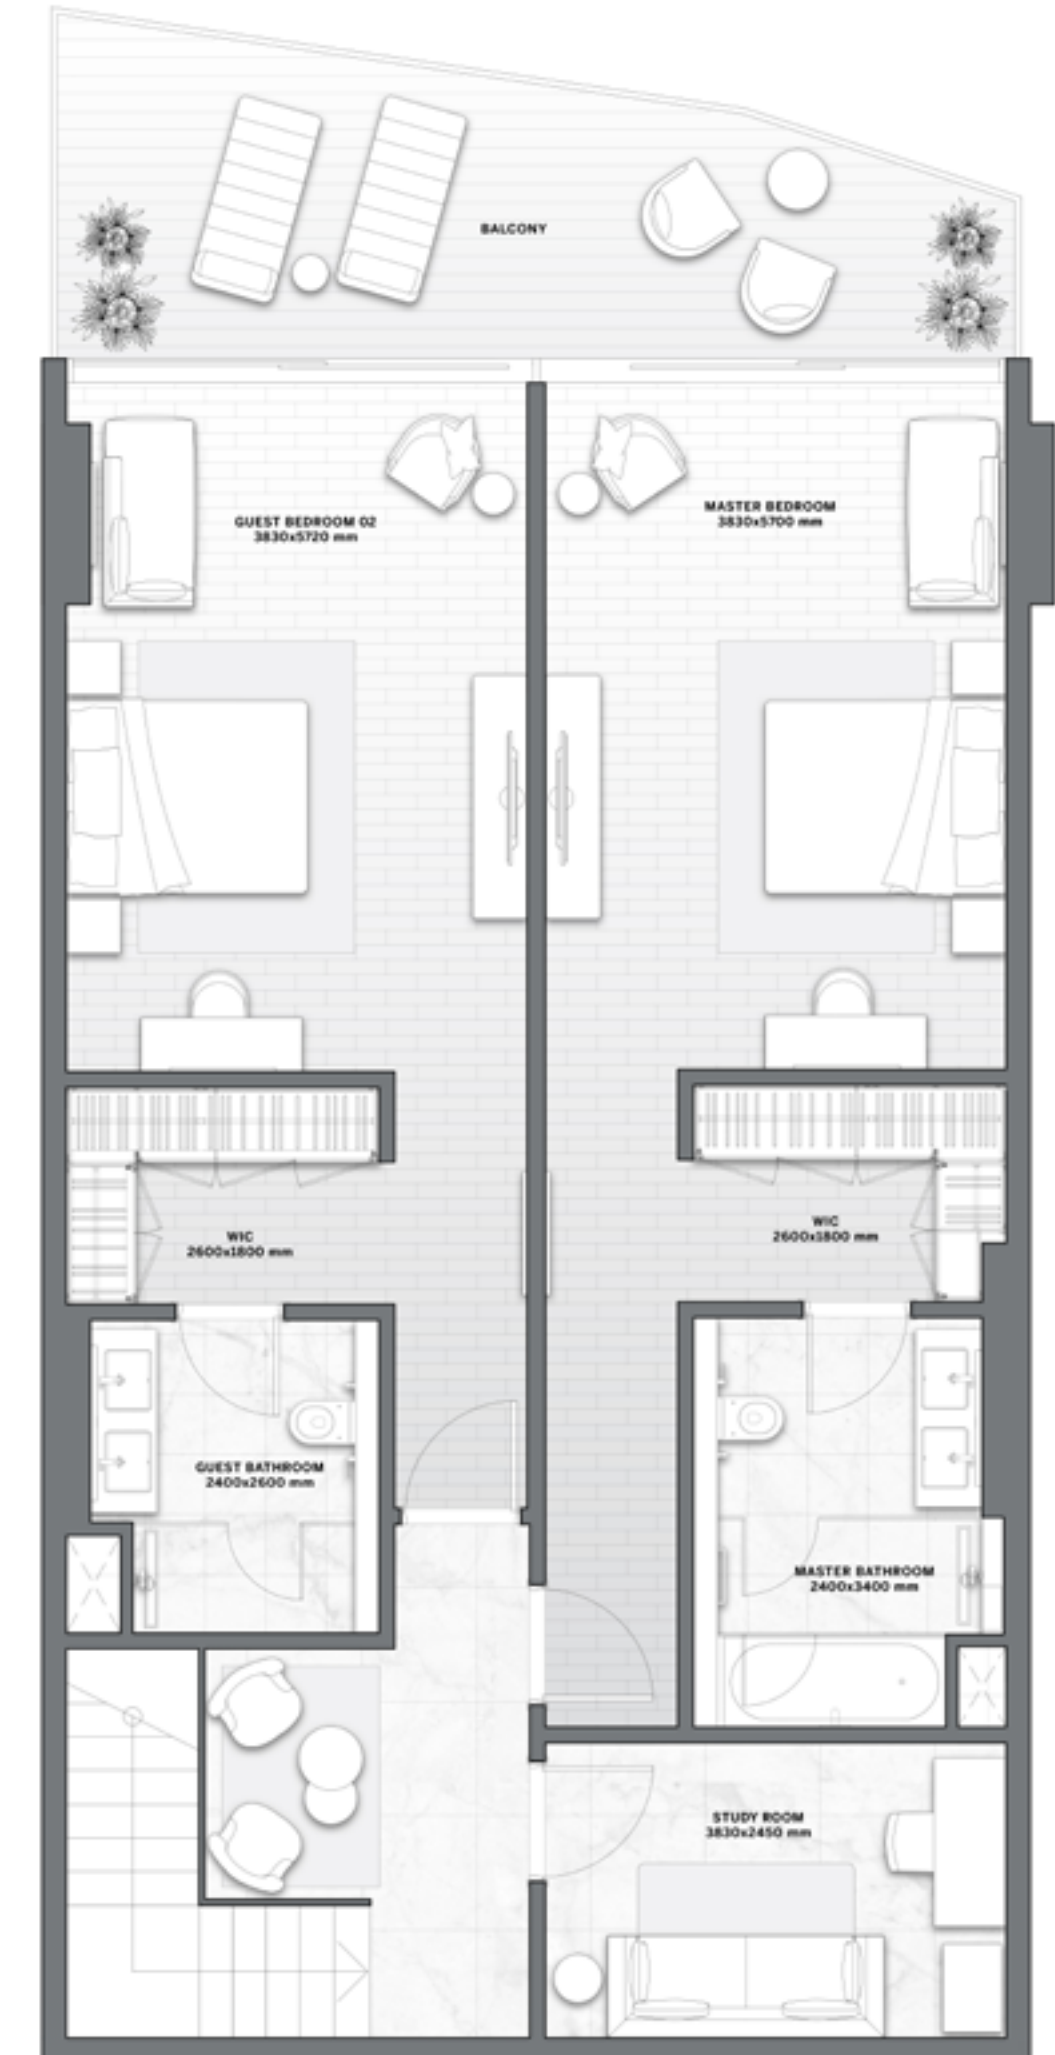 BALCONY
GUEST BEDROOM 02
3830x5720 mm
MASTER BEDROOM
3830x5700 mm
WIC
2600x1800 mm
WIC
2600x1800 mm
GUEST BATHROOM
2400x2600 mm
MASTER BATHROOM
2400x3400 mm
STUDY ROOM
3830x2450 mm